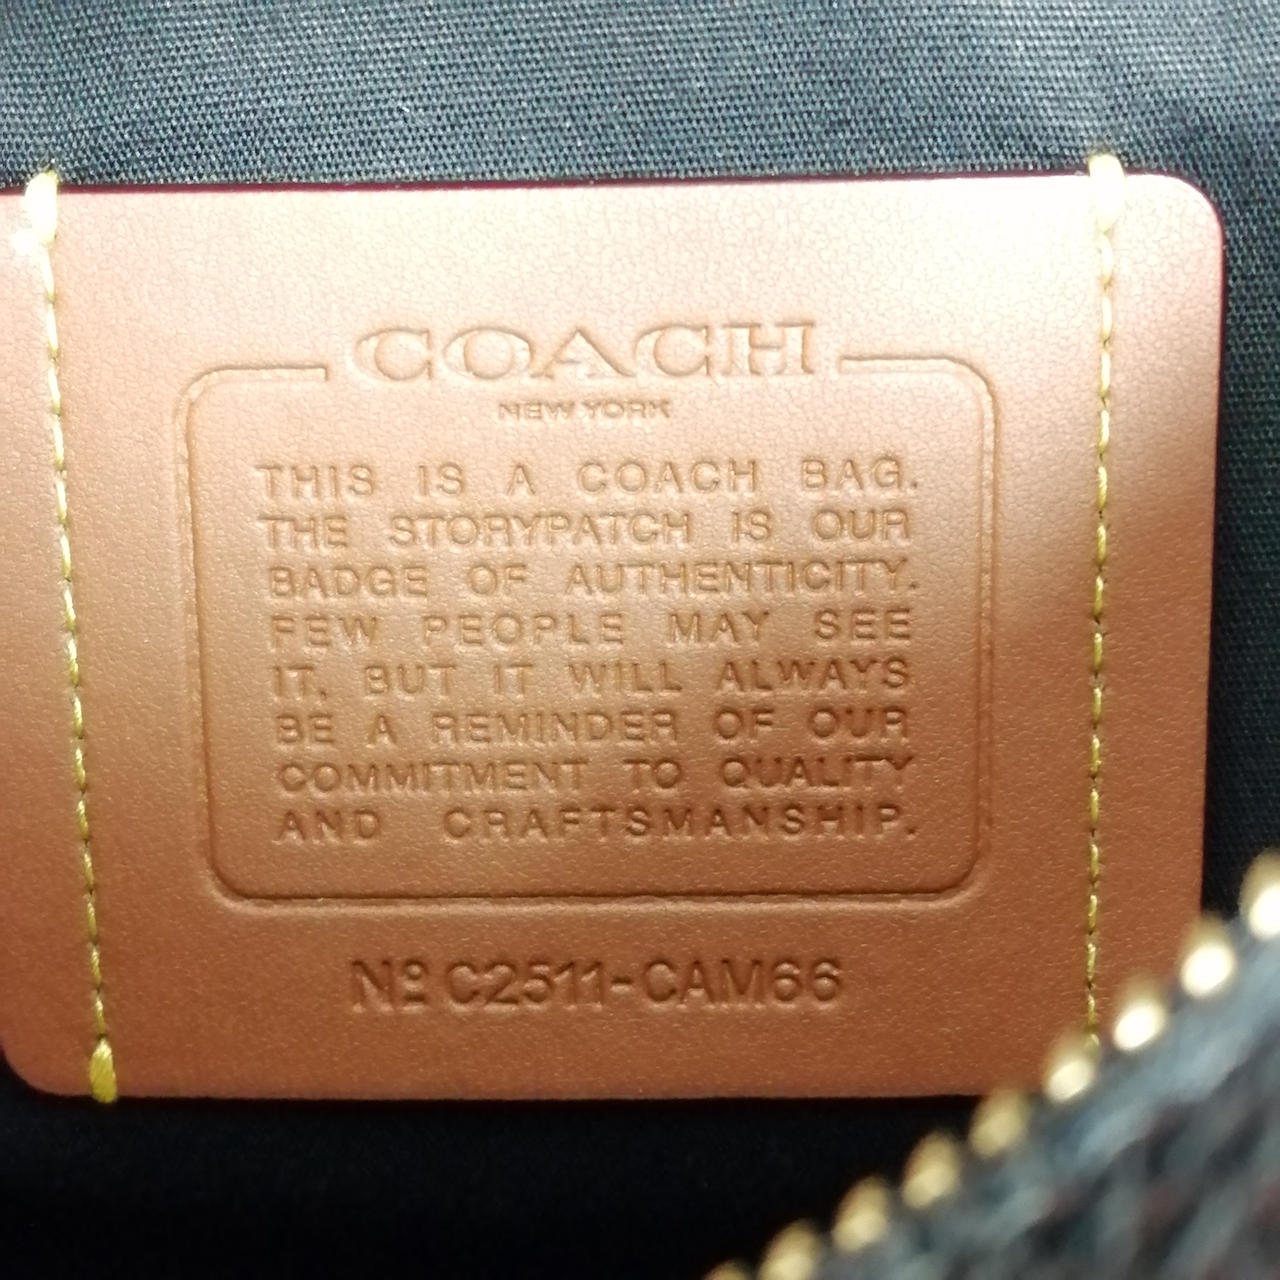 COACH
NEW YORK
THIS IS A COACH BAG.
THE STORYPATCH IS OUR
BADGE OF AUTHENTICITY.
FEW PEOPLE MAY SEE
IT, BUT IT WILL ALWAYS
BE A REMINDER OF OUR
COMMITMENT TO QUALITY
AND CRAFTSMANSHIP.
Nº C2511-CAM66